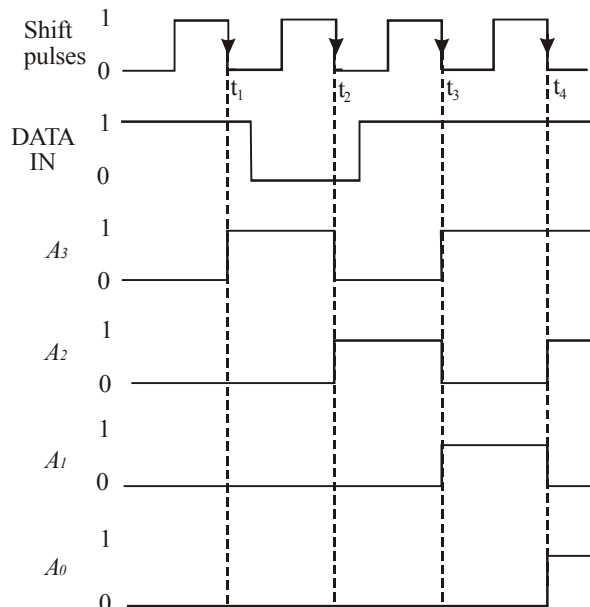 Shift pulses 1 0
t1 t2 t3 t4
DATA IN 1 0
A3 1 0
A2 1 0
A1 1 0
A0 1 0